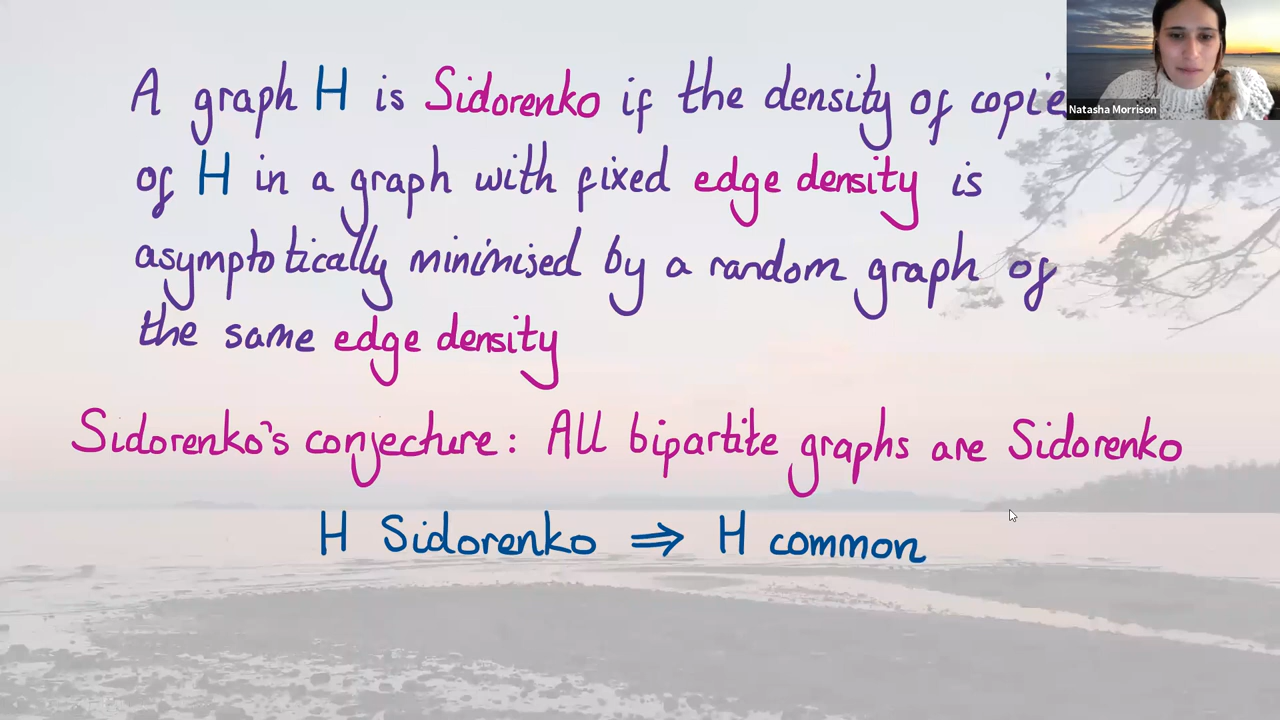 A graph H is Sidorenko if the density of copie
Natasha Morrison
of H in a graph with fixed edge density is
asymptotically minimised by a random graph of
the same edge density
Sidorenko's conjecture: All bipartite graphs are Sidorenko
H Sidorenko ⇒ H common